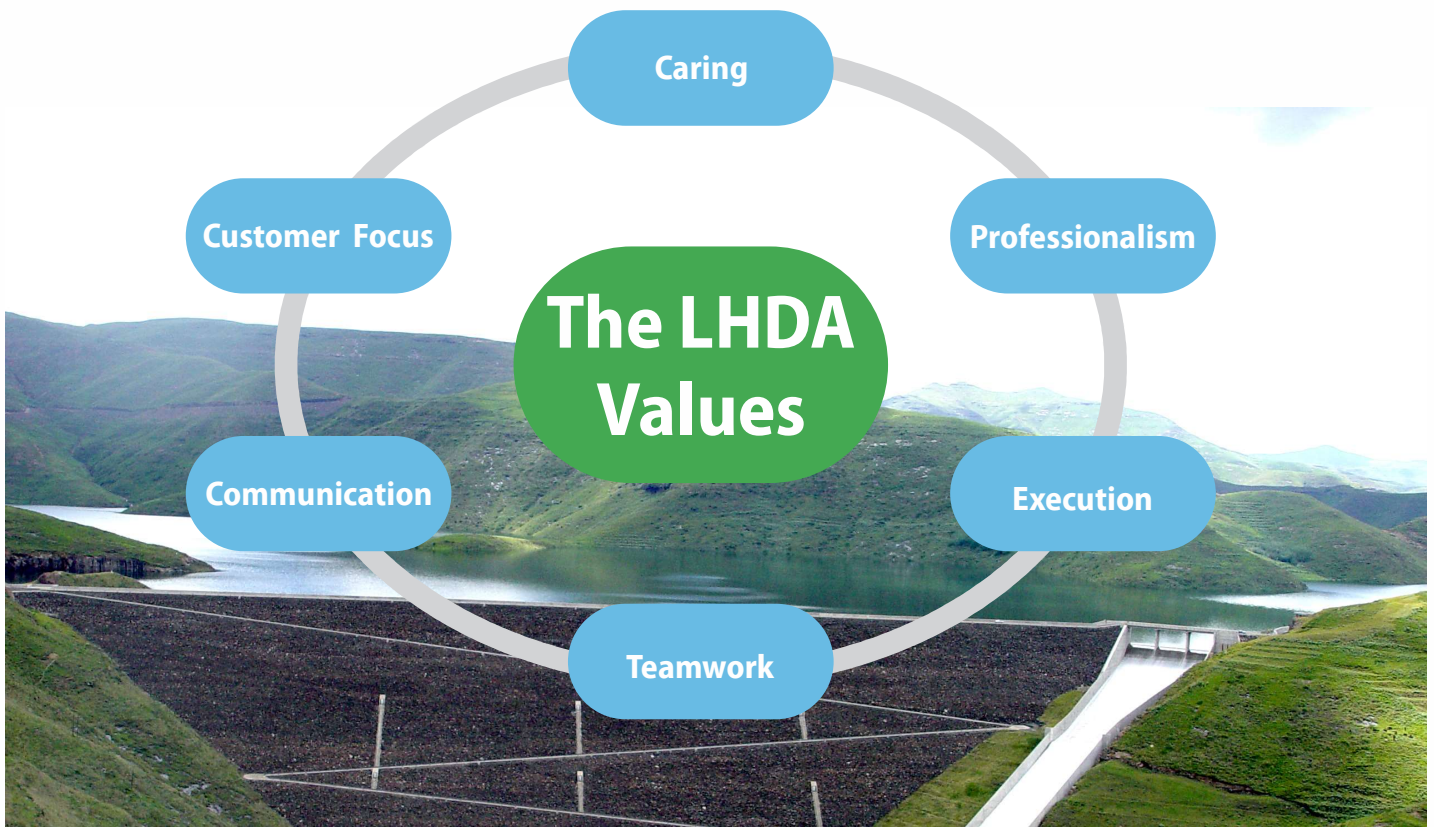 Caring
Customer Focus
Professionalism
The LHDA
Values
Communication
Execution
Teamwork